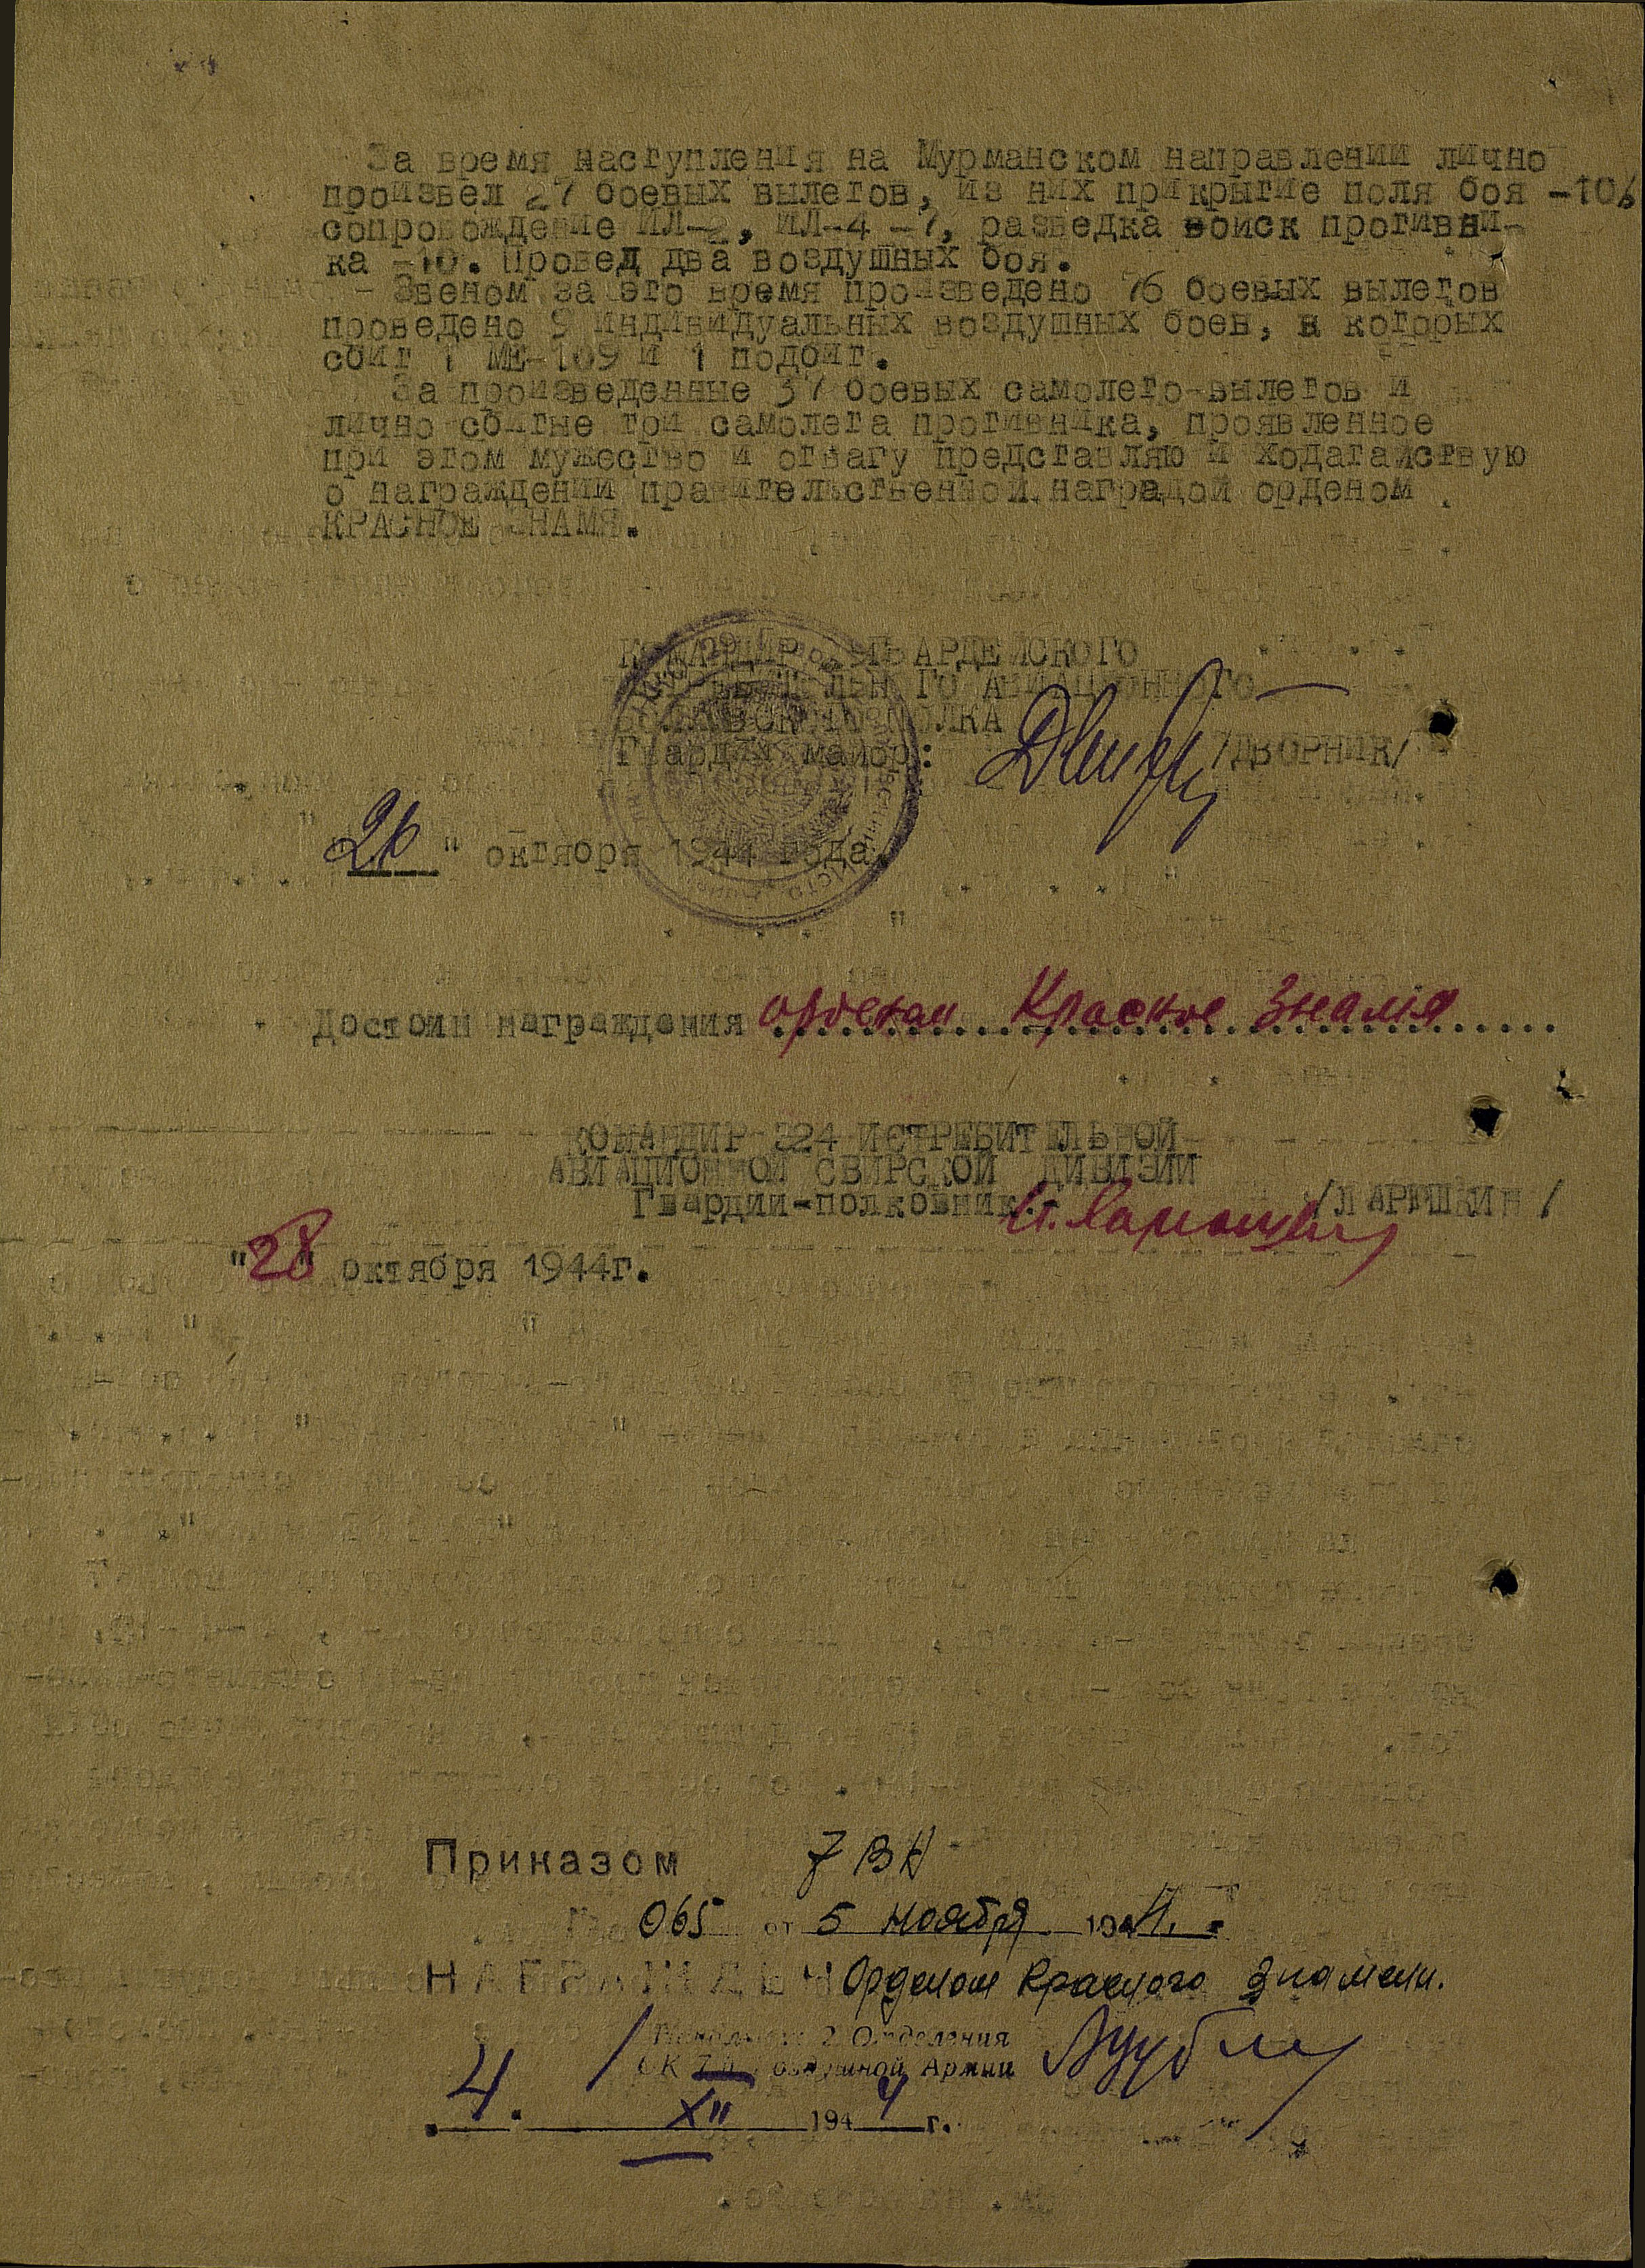 За время наступления на Мурманском направлении лично
произвел 27 боевых вылетов, из них прикрытие поля боя -10,
сопровождение ИЛ-2, ИЛ-4 -7, разведка войск противни-
ка -10. Провел два воздушных боя.
- Звеном за это время произведено 76 боевых вылетов
проведено 9 индивидуальных воздушных боев, в которых
сбит 1 МЕ-109 и 1 подбит.
За произведенные 37 боевых самолето-вылетов и
лично сбитые три самолета противника, проявленное
при этом мужество и отвагу представляю и ходатайствую
о награждении правительственной наградой орденом
КРАСНОЕ ЗНАМЯ.
КОМАНДИР ГВАРДЕЙСКОГО
АВИАЦИОННОГО
ПОЛКА
Гвардии майор: /ДВОРНИК/
"26" октября 1944 года.
Достоин награждения орденом Красное Знамя
КОМАНДИР 324 ИСТРЕБИТЕЛЬНОЙ
АВИАЦИОННОЙ СВИРСКОЙ ДИВИЗИИ
Гвардии-полковник: /ЛАРЮШКИН/
"28" октября 1944г.
Приказом 7 ВА
065 от 5 ноября 1944.
НАГРАЖДЕН Орденом Красного Знамени.
Начальник 2 Отделения
ОК 7-й Воздушной Армии
4. XII 1944 г.